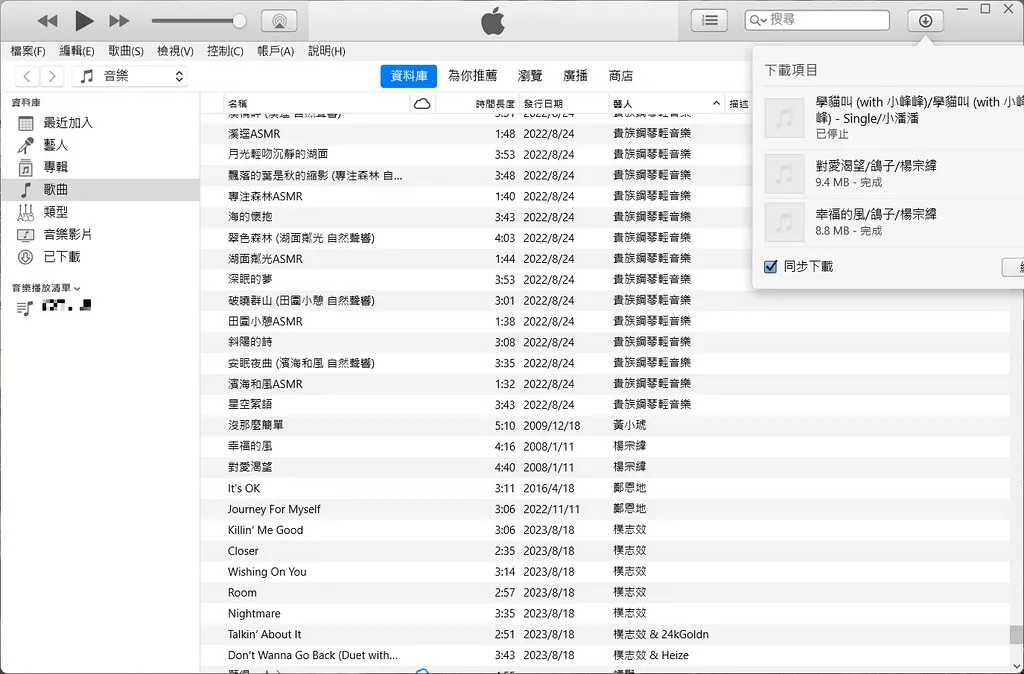 搜尋
檔案(F) 編輯(E) 歌曲(S) 檢視(V) 控制(C) 帳戶(A) 說明(H)
音樂
資料庫 為你推薦 瀏覽 廣播 商店
資料庫
最近加入
藝人
專輯
歌曲
類型
音樂影片
已下載
音樂播放清單
名稱 時間長度 發行日期 藝人 描述
溪遥ASMR 1:48 2022/8/24 貴族鋼琴輕音樂
月光輕吻沉靜的湖面 3:53 2022/8/24 貴族鋼琴輕音樂
飄落的葉是秋的縮影 (專注森林 自... 3:48 2022/8/24 貴族鋼琴輕音樂
專注森林ASMR 1:40 2022/8/24 貴族鋼琴輕音樂
海的懷抱 3:43 2022/8/24 貴族鋼琴輕音樂
翠色森林 (湖面粼光 自然聲響) 4:03 2022/8/24 貴族鋼琴輕音樂
湖面粼光ASMR 1:44 2022/8/24 貴族鋼琴輕音樂
深眠的夢 3:53 2022/8/24 貴族鋼琴輕音樂
破曉群山 (田園小憩 自然聲響) 3:01 2022/8/24 貴族鋼琴輕音樂
田園小憩ASMR 1:38 2022/8/24 貴族鋼琴輕音樂
斜陽的詩 3:08 2022/8/24 貴族鋼琴輕音樂
安眠夜曲 (濱海和風 自然聲響) 3:35 2022/8/24 貴族鋼琴輕音樂
濱海和風ASMR 1:32 2022/8/24 貴族鋼琴輕音樂
星空絮語 3:43 2022/8/24 貴族鋼琴輕音樂
沒那麼簡單 5:10 2009/12/18 黃小琥
幸福的風 4:16 2008/1/11 楊宗緯
對愛渴望 4:40 2008/1/11 楊宗緯
It's OK 3:11 2016/4/18 鄭恩地
Journey For Myself 3:06 2022/11/11 鄭恩地
Killin' Me Good 3:06 2023/8/18 樸志效
Closer 2:35 2023/8/18 樸志效
Wishing On You 3:14 2023/8/18 樸志效
Room 2:57 2023/8/18 樸志效
Nightmare 3:35 2023/8/18 樸志效
Talkin' About It 2:51 2023/8/18 樸志效 & 24kGoldn
Don't Wanna Go Back (Duet with... 3:43 2023/8/18 樸志效 & Heize
下載項目
學貓叫 (with 小峰峰)/學貓叫 (with 小峰
峰) - Single/小潘潘
已停止
對愛渴望/鴿子/楊宗緯
9.4 MB - 完成
幸福的風/鴿子/楊宗緯
8.8 MB - 完成
同步下載